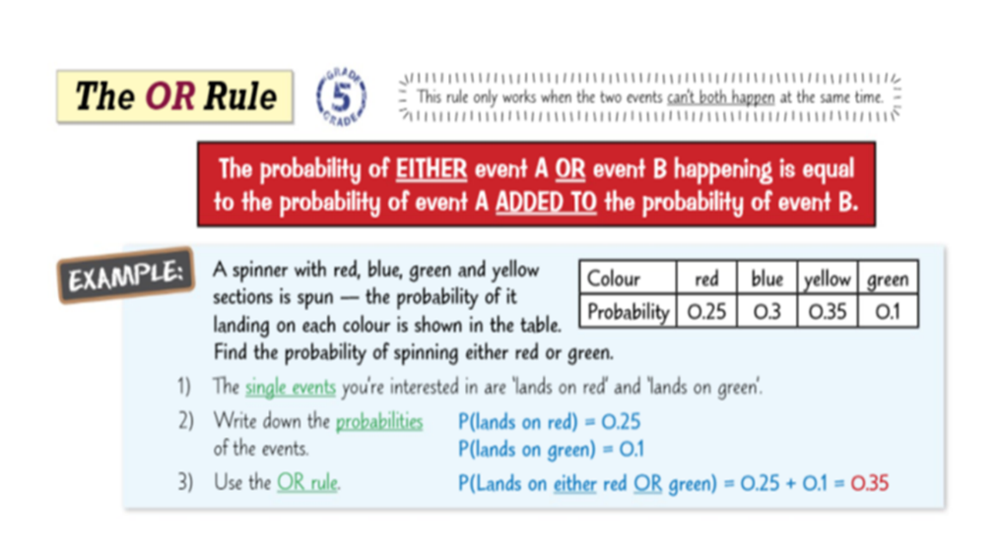 The OR Rule
GRADE 5 GRADE
This rule only works when the two events can't both happen at the same time.
The probability of EITHER event A OR event B happening is equal
to the probability of event A ADDED TO the probability of event B.
EXAMPLE:
A spinner with red, blue, green and yellow
sections is spun — the probability of it
landing on each colour is shown in the table.
Find the probability of spinning either red or green.
Colour red blue yellow green
Probability 0.25 0.3 0.35 0.1
1) The single events you're interested in are 'lands on red' and 'lands on green'.
2) Write down the probabilities
of the events.
P(lands on red) = 0.25
P(lands on green) = 0.1
3) Use the OR rule.
P(Lands on either red OR green) = 0.25 + 0.1 = 0.35